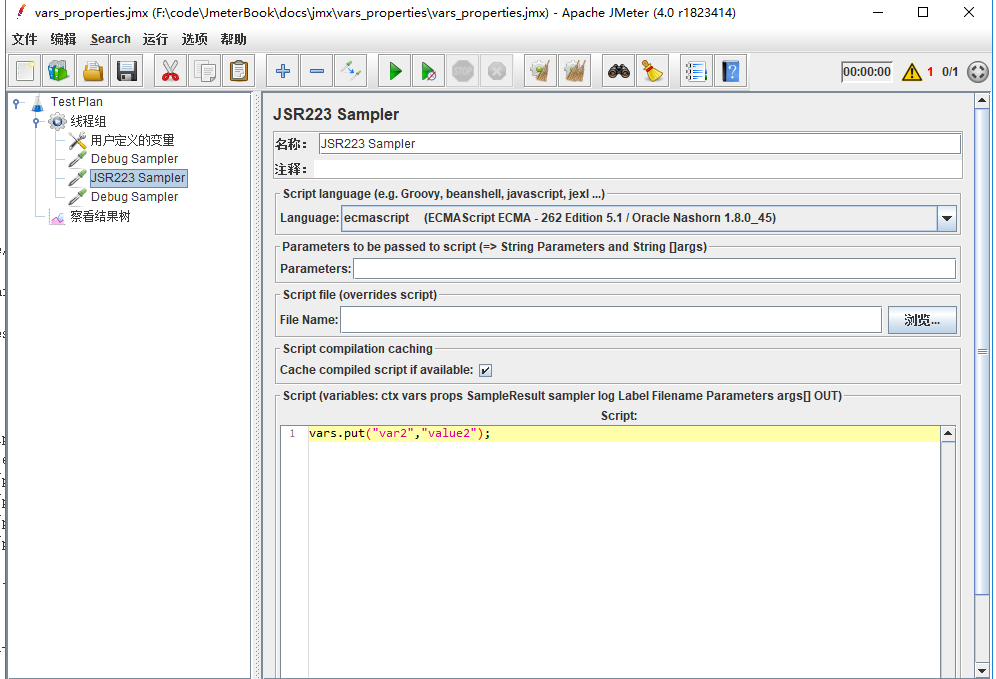 vars_properties.jmx (F:\code\JmeterBook\docs\jmx\vars_properties\vars_properties.jmx) - Apache JMeter (4.0 r1823414)
文件 编辑 Search 运行 选项 帮助
STOP 00:00:00 1 0/1
Test Plan
线程组
用户定义的变量
Debug Sampler
JSR223 Sampler
Debug Sampler
察看结果树
JSR223 Sampler
名称： JSR223 Sampler
注释：
Script language (e.g. Groovy, beanshell, javascript, jexl ...)
Language: ecmascript (ECMAScript ECMA - 262 Edition 5.1 / Oracle Nashorn 1.8.0_45)
Parameters to be passed to script (=> String Parameters and String []args)
Parameters:
Script file (overrides script)
File Name: 浏览...
Script compilation caching
Cache compiled script if available:
Script (variables: ctx vars props SampleResult sampler log Label Filename Parameters args[] OUT)
Script:
1 vars.put("var2","value2");